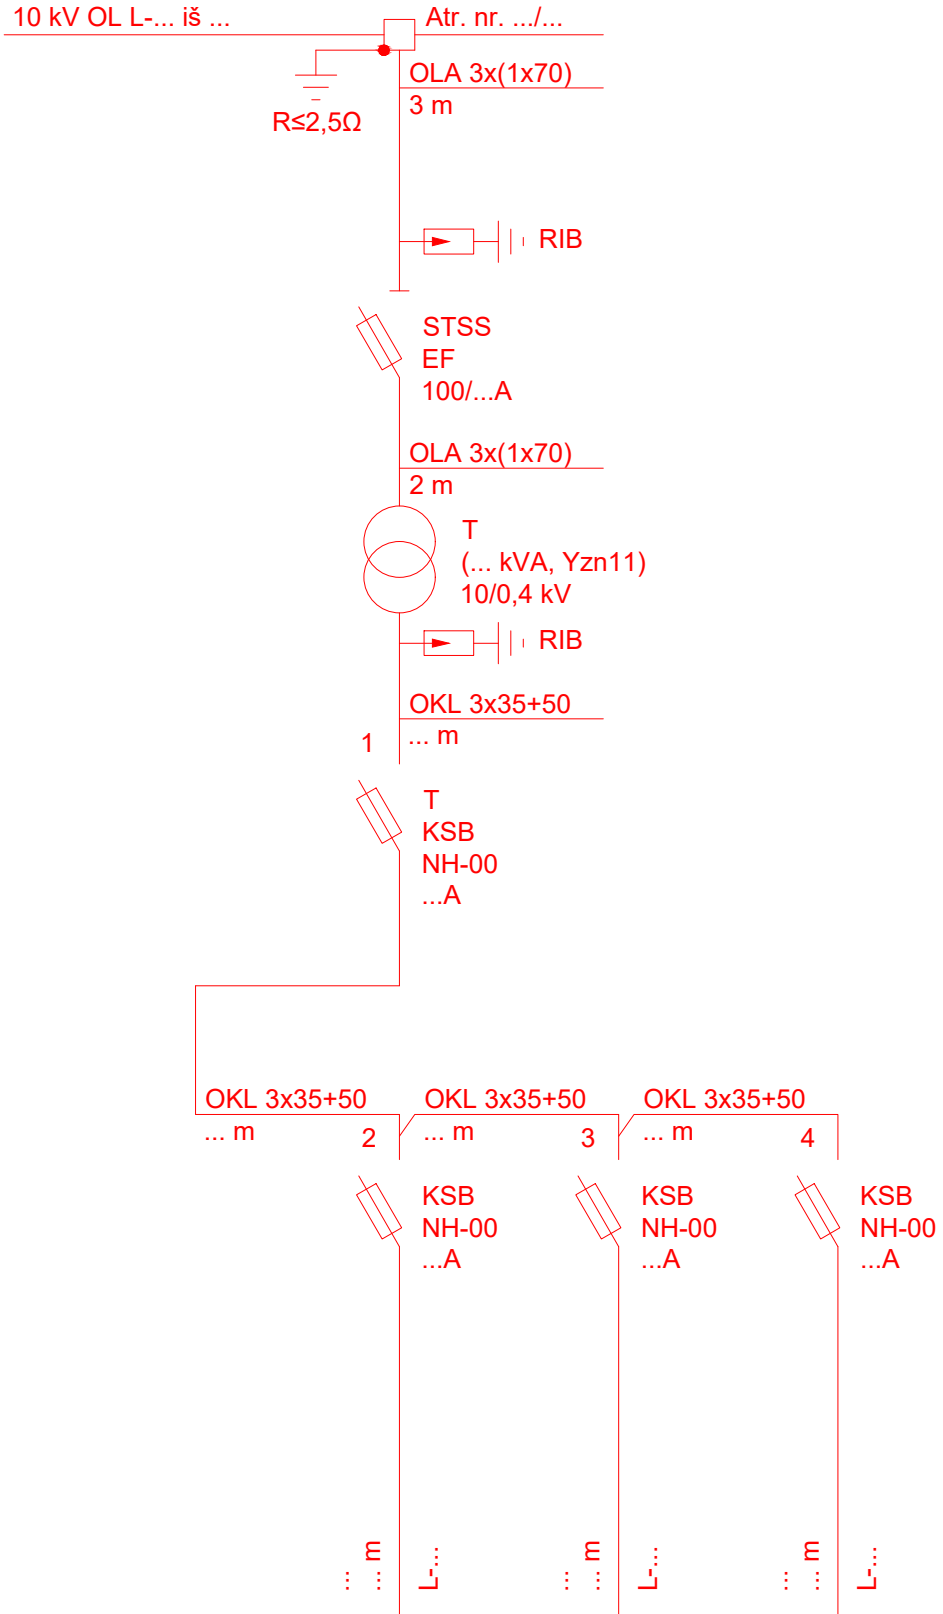 10 kV OL L-... iš ...
Atr. nr. .../...
OLA 3x(1x70)
3 m
R≤2,5Ω
RIB
STSS
EF
100/...A
OLA 3x(1x70)
2 m
T
(... kVA, Yzn11)
10/0,4 kV
RIB
OKL 3x35+50
... m
1
T
KSB
NH-00
...A
OKL 3x35+50
... m
2
OKL 3x35+50
... m
3
OKL 3x35+50
... m
4
KSB
NH-00
...A
KSB
NH-00
...A
KSB
NH-00
...A
...
... m
L-...
...
... m
L-...
...
... m
L-...